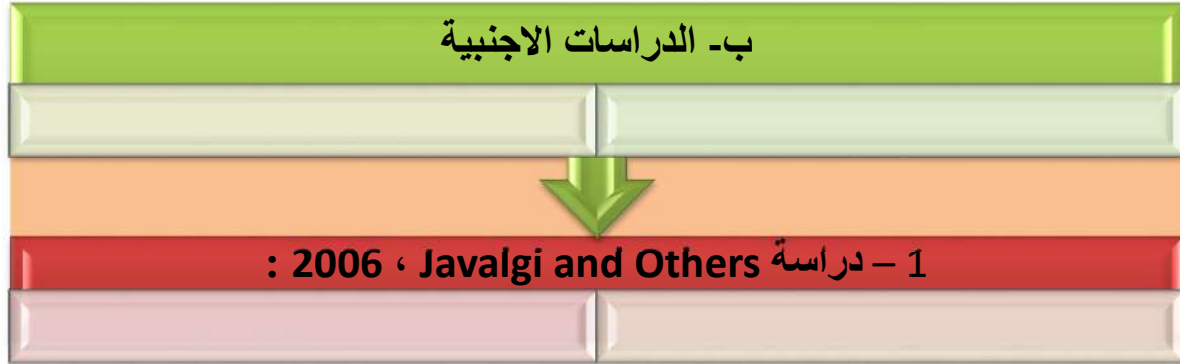 ب- الدراسات الاجنبية
1 – دراسة Javalgi and Others ، 2006 :